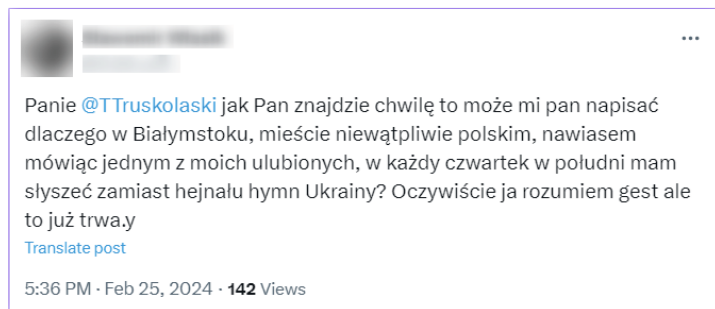 Panie @TTruskolaski jak Pan znajdzie chwilę to może mi pan napisać
dlaczego w Białymstoku, mieście niewątpliwie polskim, nawiasem
mówiąc jednym z moich ulubionych, w każdy czwartek w południ mam
słyszeć zamiast hejnału hymn Ukrainy? Oczywiście ja rozumiem gest ale
to już trwa.y
Translate post
5:36 PM · Feb 25, 2024 · 142 Views